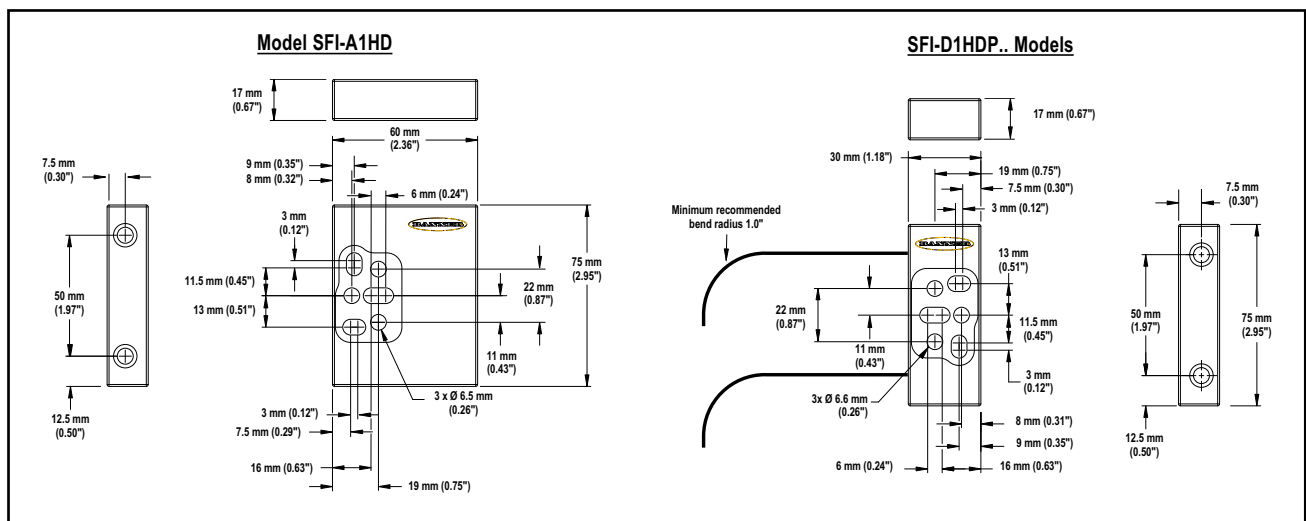 Model SFI-A1HD
17 mm
(0.67")
60 mm
(2.36")
9 mm (0.35")
8 mm (0.32")
6 mm (0.24")
7.5 mm
(0.30")
3 mm
(0.12")
BANNER
11.5 mm (0.45")
13 mm (0.51")
50 mm
(1.97")
75 mm
(2.95")
22 mm
(0.87")
11 mm
(0.43")
12.5 mm
(0.50")
3 mm (0.12")
7.5 mm (0.29")
16 mm (0.63")
19 mm (0.75")
3 x Ø 6.5 mm
(0.26")
SFI-D1HDP.. Models
17 mm (0.67")
30 mm (1.18")
19 mm (0.75")
7.5 mm (0.30")
3 mm (0.12")
Minimum recommended
bend radius 1.0"
BANNER
13 mm
(0.51")
22 mm
(0.87")
11 mm
(0.43")
11.5 mm
(0.45")
3 mm
(0.12")
3x Ø 6.6 mm
(0.26")
8 mm (0.31")
9 mm (0.35")
6 mm (0.24")
16 mm (0.63")
7.5 mm
(0.30")
50 mm
(1.97")
75 mm
(2.95")
12.5 mm
(0.50")